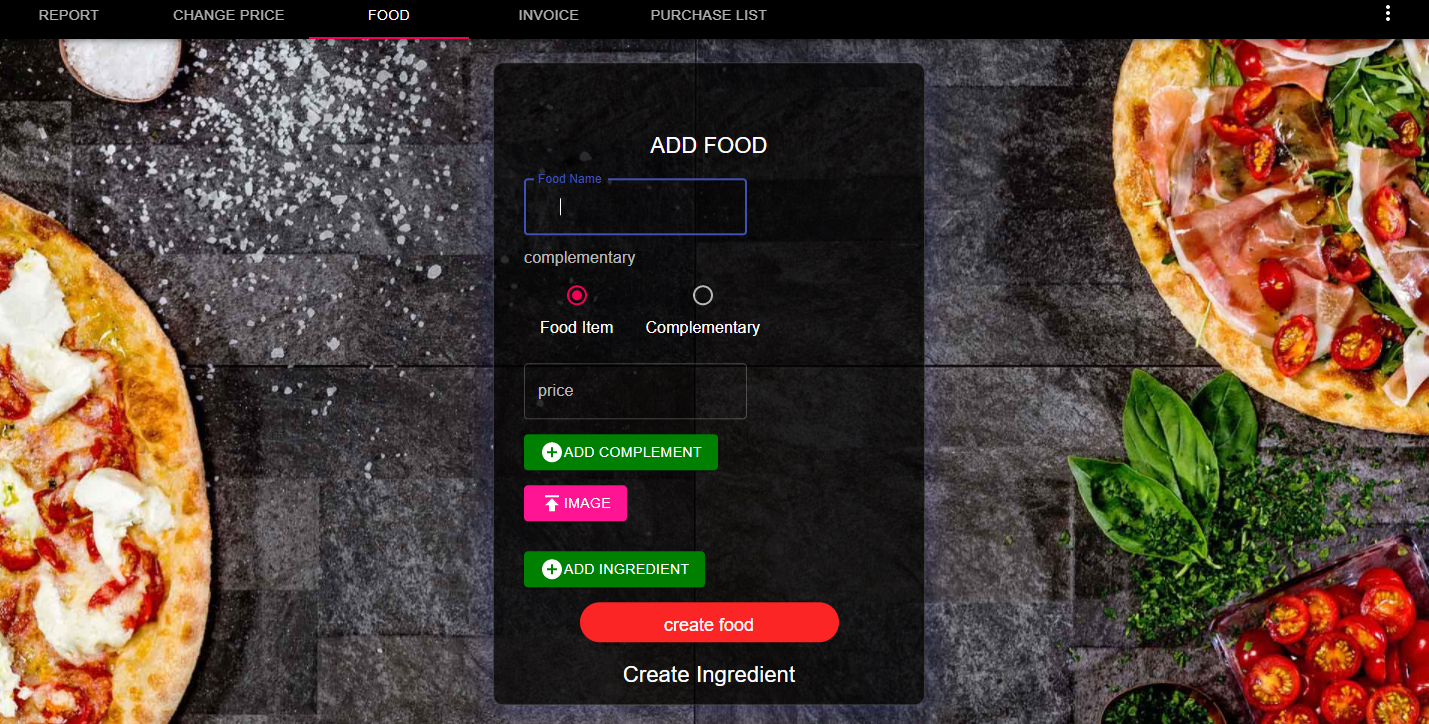 REPORT CHANGE PRICE FOOD INVOICE PURCHASE LIST
ADD FOOD
Food Name
complementary
Food Item Complementary
price
ADD COMPLEMENT
IMAGE
ADD INGREDIENT
create food
Create Ingredient